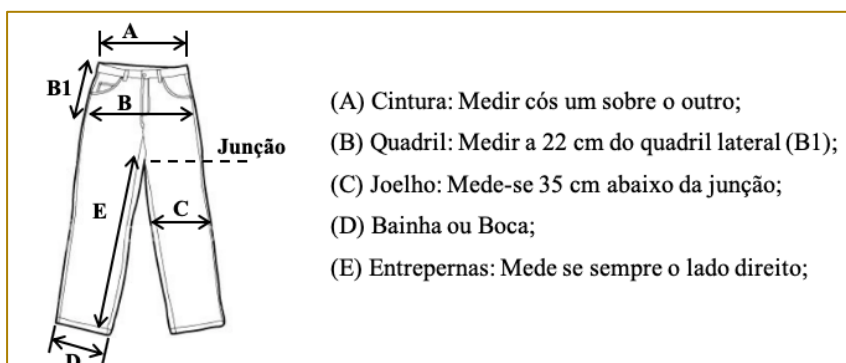 A
B1
B
Junção
E
C
D
(A) Cintura: Medir cós um sobre o outro;
(B) Quadril: Medir a 22 cm do quadril lateral (B1);
(C) Joelho: Mede-se 35 cm abaixo da junção;
(D) Bainha ou Boca;
(E) Entrepernas: Mede se sempre o lado direito;